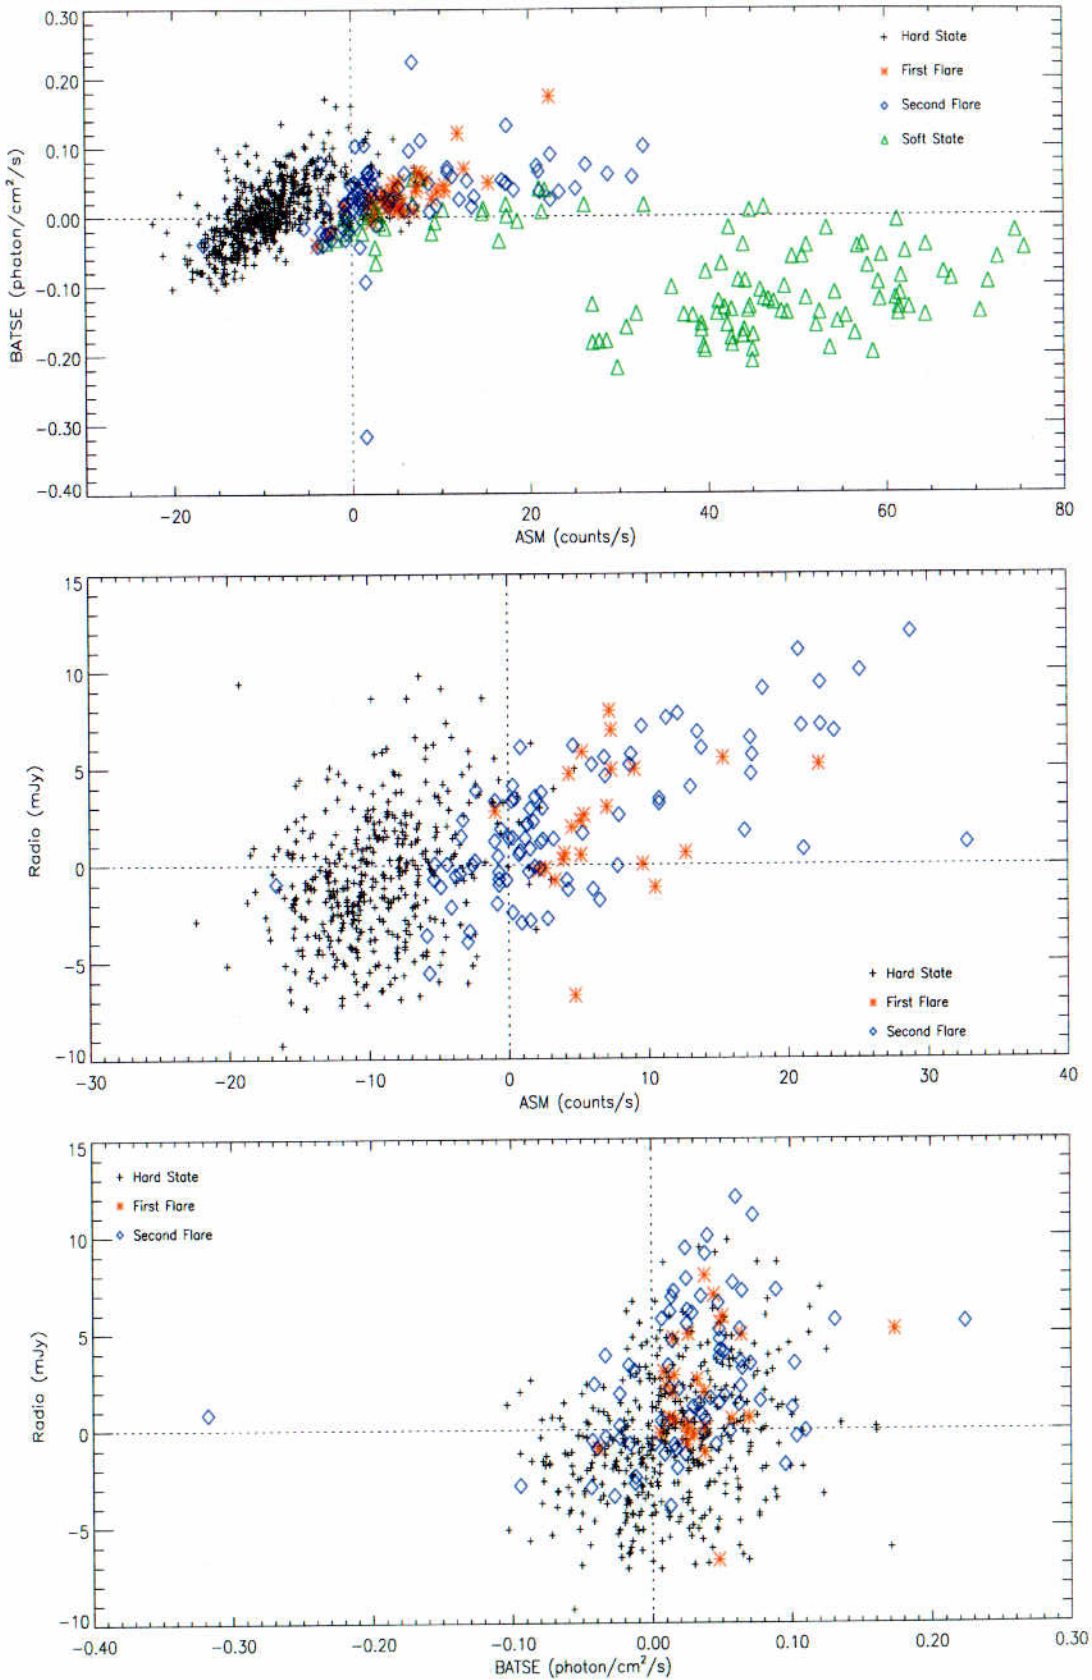 0.30
0.20
0.10
0.00
−0.10
−0.20
−0.30
−0.40
BATSE (photon/cm²/s)
+ Hard State
First Flare
Second Flare
Soft State
−20 0 20 40 60 80
ASM (counts/s)
15
10
5
0
−5
−10
Radio (mJy)
+ Hard State
First Flare
Second Flare
−30 −20 −10 0 10 20 30 40
ASM (counts/s)
15
10
5
0
−5
−10
Radio (mJy)
+ Hard State
First Flare
Second Flare
−0.40 −0.30 −0.20 −0.10 0.00 0.10 0.20 0.30
BATSE (photon/cm²/s)